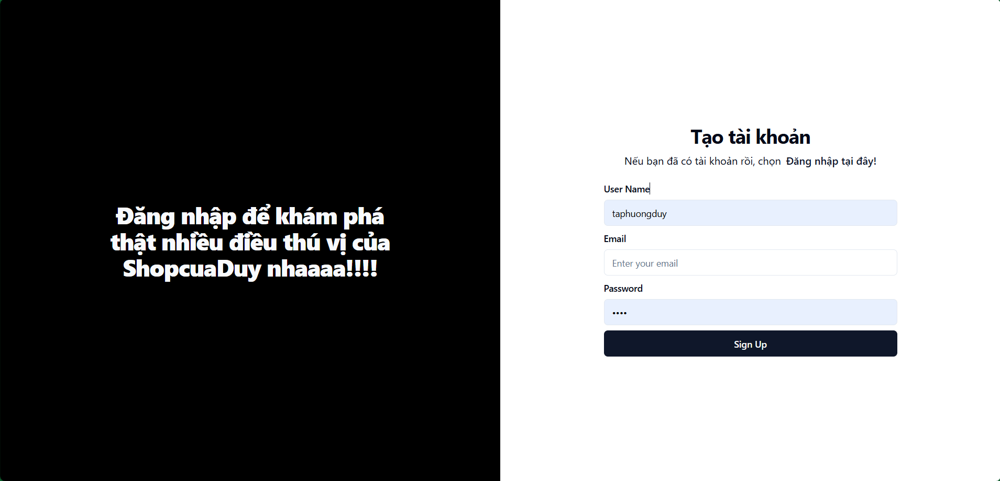 Đăng nhập để khám phá
thật nhiều điều thú vị của
ShopcuaDuy nhaaaa!!!!
Tạo tài khoản
Nếu bạn đã có tài khoản rồi, chọn Đăng nhập tại đây!
User Name
taphuongduy
Email
Enter your email
Password
••••
Sign Up